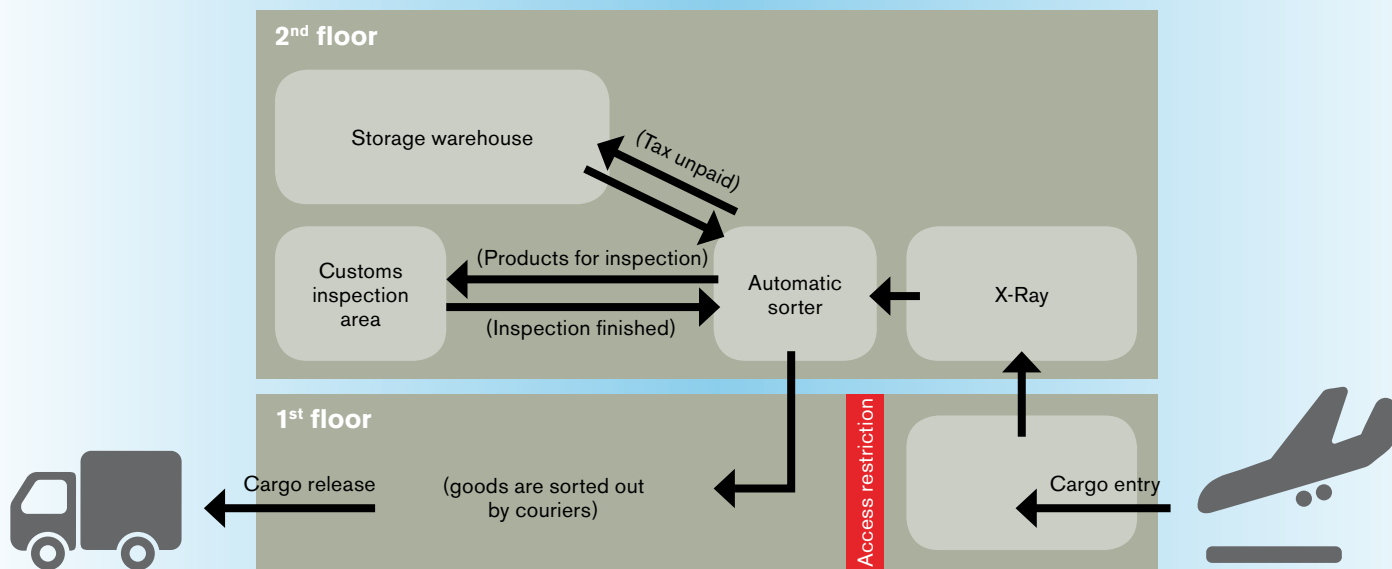 2nd floor
Storage warehouse
(Tax unpaid)
Customs
inspection
area
(Products for inspection)
(Inspection finished)
Automatic
sorter
X-Ray
1st floor
Cargo release
(goods are sorted out
by couriers)
Access restriction
Cargo entry